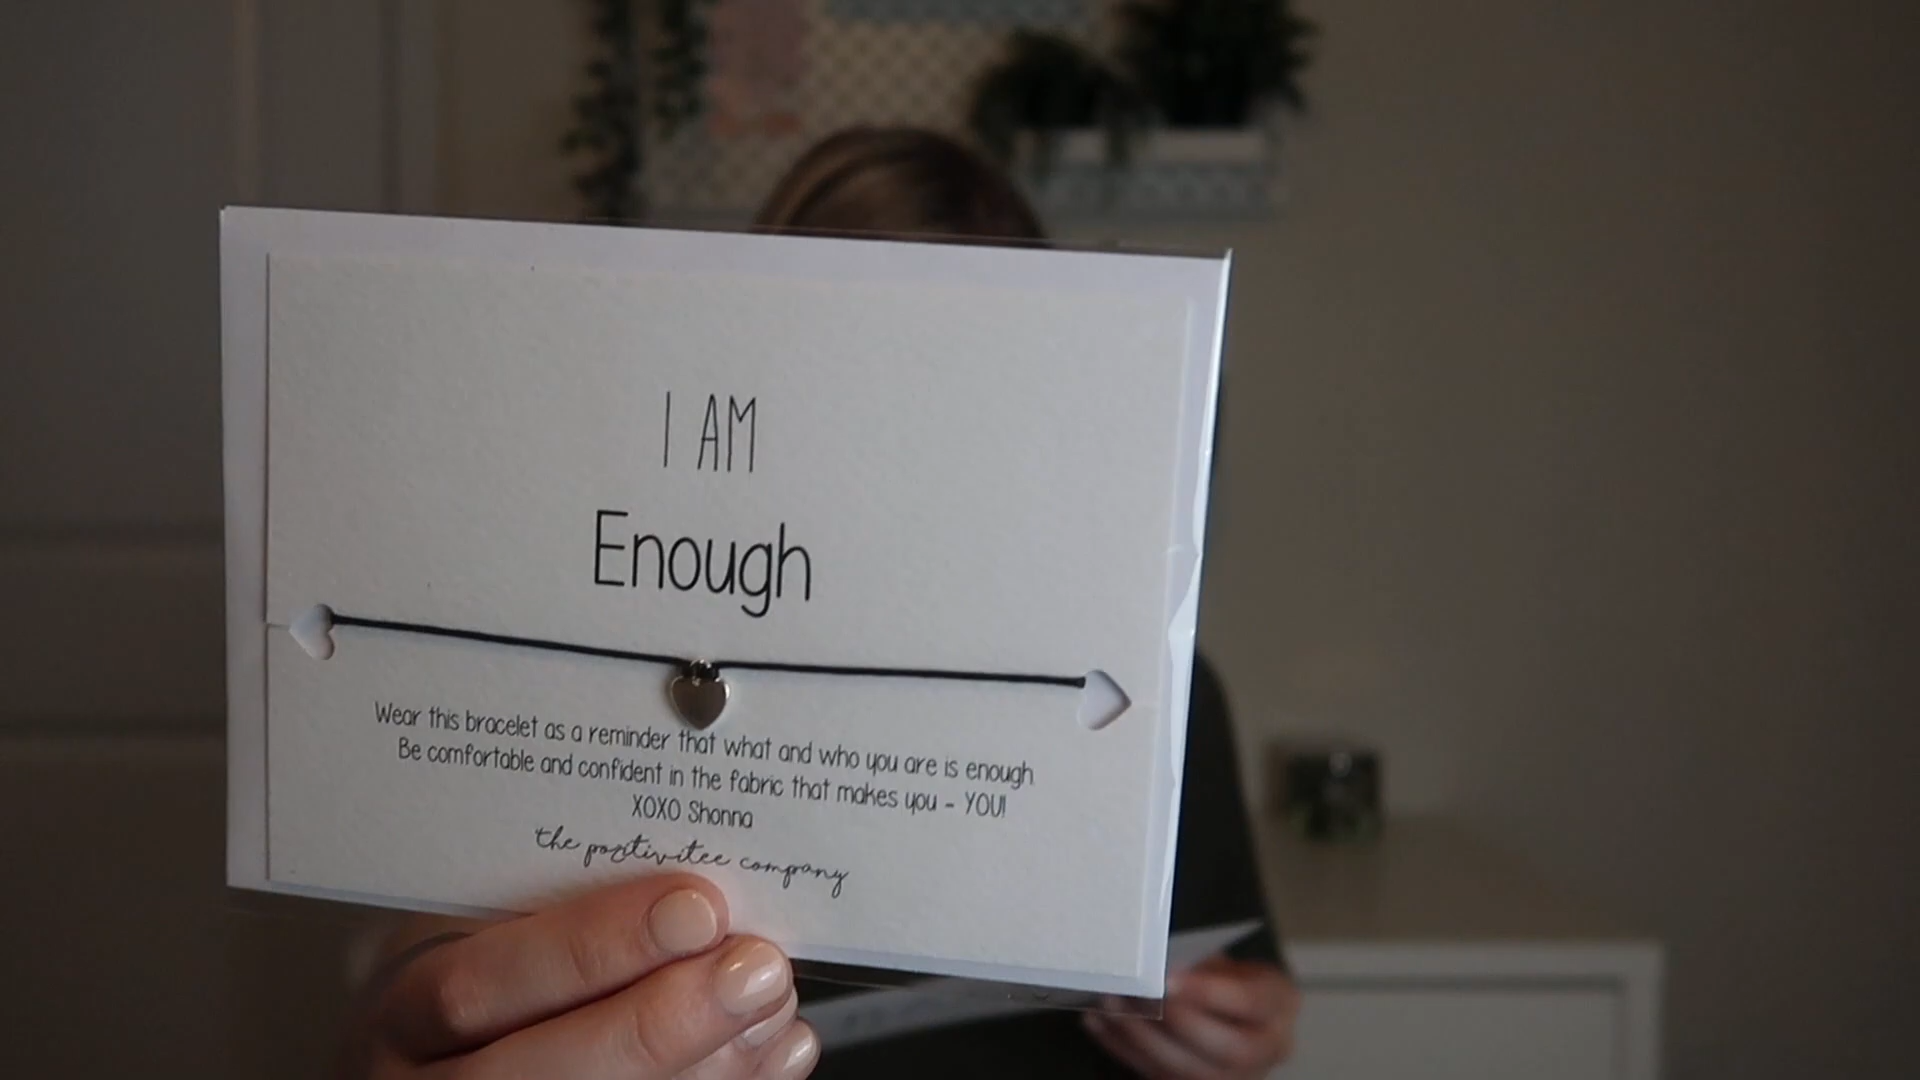 I AM
Enough
Wear this bracelet as a reminder that what and who you are is enough
Be comfortable and confident in the fabric that makes you - YOU!
XOXO Shonna
the positivitee company